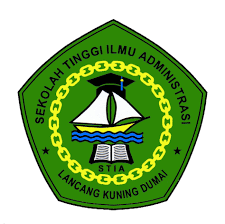 SEKOLAH TINGGI ILMU ADMINISTRASI
STIA
LANCANG KUNING DUMAI